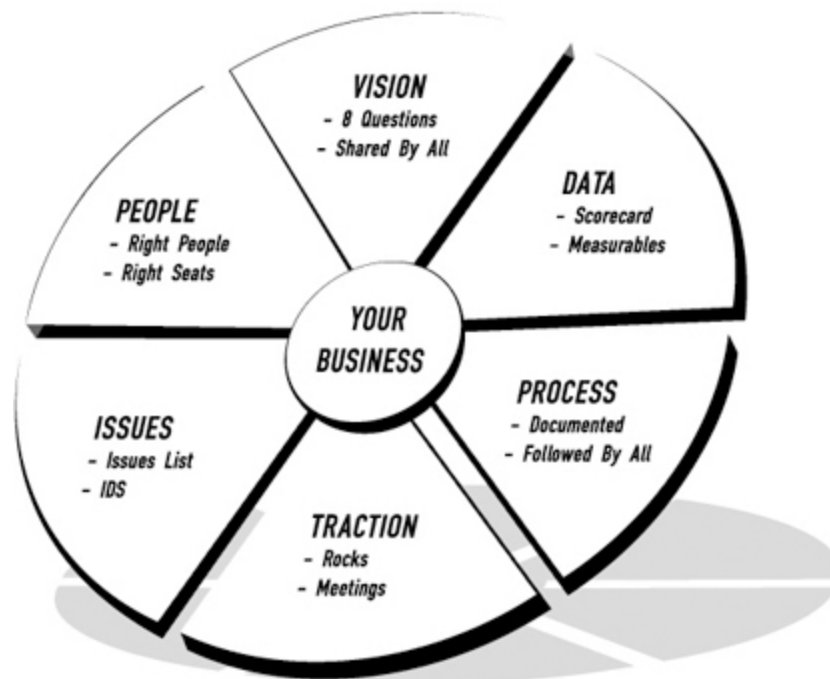 VISION
- 8 Questions
- Shared By All
DATA
- Scorecard
- Measurables
PEOPLE
- Right People
- Right Seats
YOUR
BUSINESS
PROCESS
- Documented
- Followed By All
ISSUES
- Issues List
- IDS
TRACTION
- Rocks
- Meetings